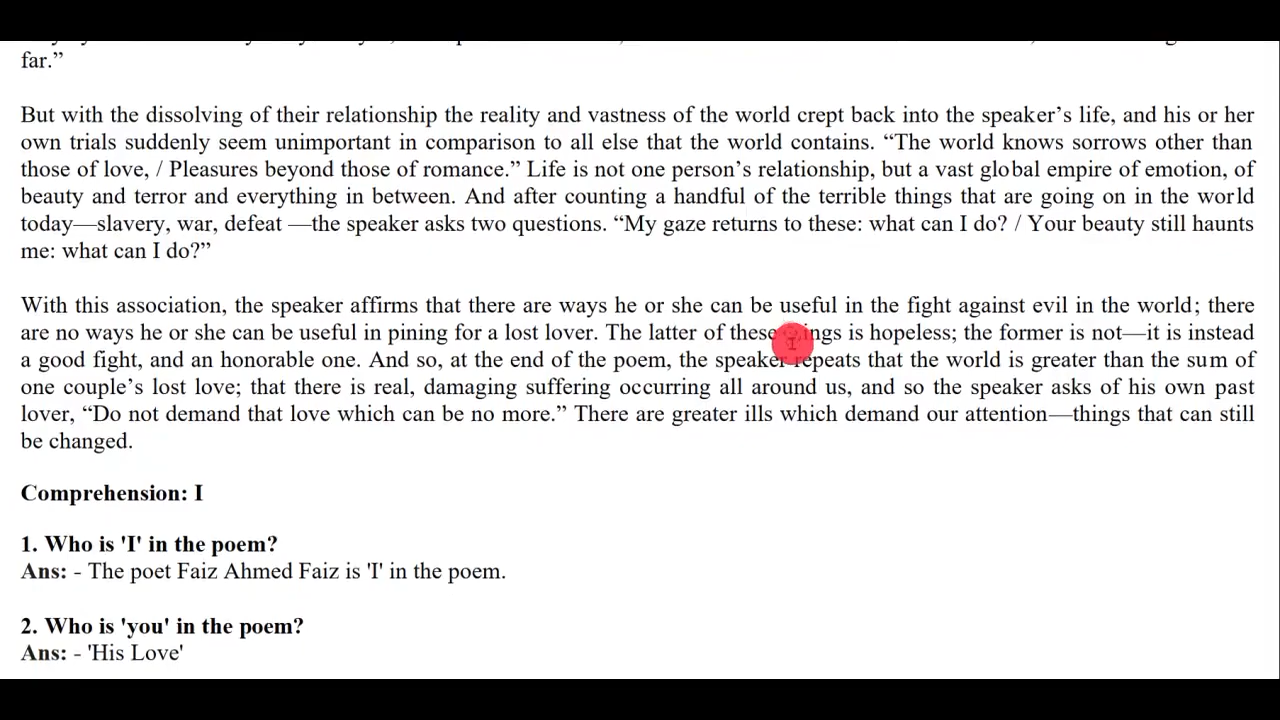 far.”
But with the dissolving of their relationship the reality and vastness of the world crept back into the speaker’s life, and his or her
own trials suddenly seem unimportant in comparison to all else that the world contains. “The world knows sorrows other than
those of love, / Pleasures beyond those of romance.” Life is not one person’s relationship, but a vast global empire of emotion, of
beauty and terror and everything in between. And after counting a handful of the terrible things that are going on in the world
today—slavery, war, defeat —the speaker asks two questions. “My gaze returns to these: what can I do? / Your beauty still haunts
me: what can I do?”
With this association, the speaker affirms that there are ways he or she can be useful in the fight against evil in the world; there
are no ways he or she can be useful in pining for a lost lover. The latter of these things is hopeless; the former is not—it is instead
a good fight, and an honorable one. And so, at the end of the poem, the speaker repeats that the world is greater than the sum of
one couple’s lost love; that there is real, damaging suffering occurring all around us, and so the speaker asks of his own past
lover, “Do not demand that love which can be no more.” There are greater ills which demand our attention—things that can still
be changed.
Comprehension: I
1. Who is 'I' in the poem?
Ans: - The poet Faiz Ahmed Faiz is 'I' in the poem.
2. Who is 'you' in the poem?
Ans: - 'His Love'